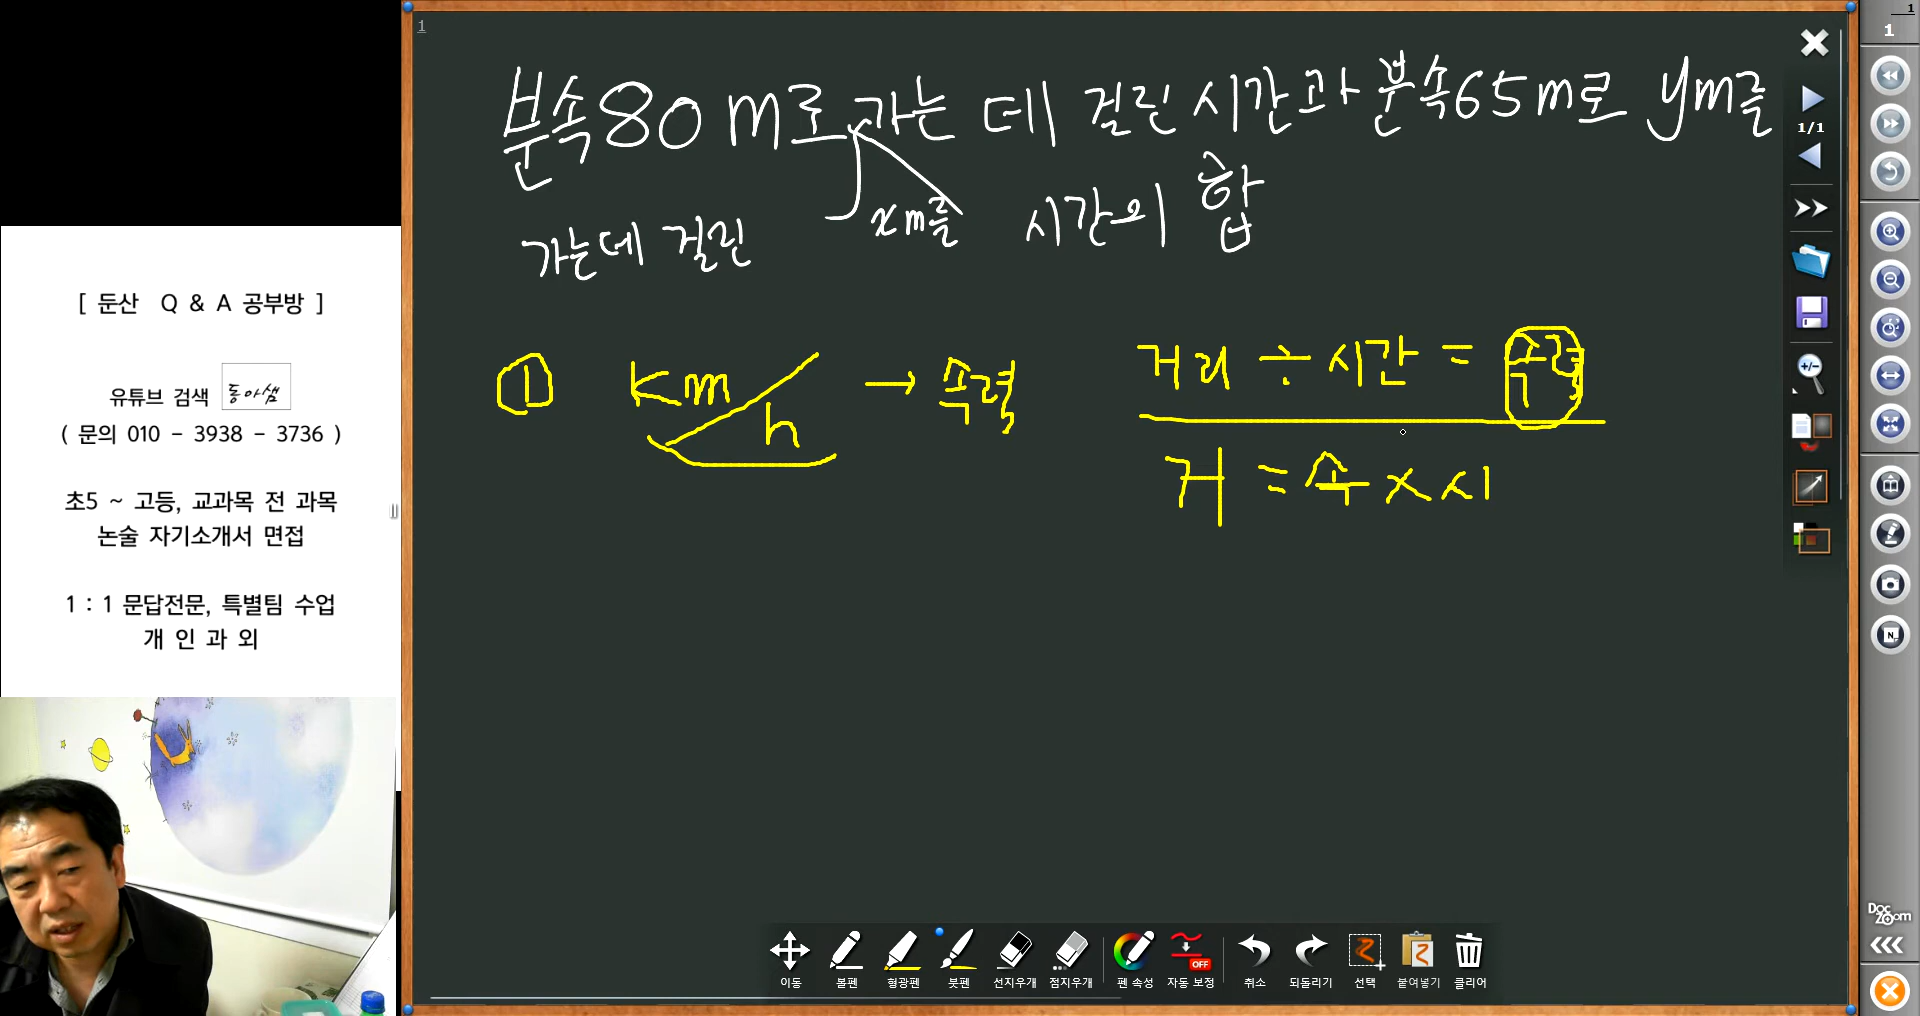 [ 둔산 Q & A 공부방 ]
유튜브 검색 동아샘
( 문의 010 - 3938 - 3736 )
초5 ~ 고등, 교과목 전 과목
논술 자기소개서 면접
1 : 1 문답전문, 특별팀 수업
개 인 과 외
1
분속 80 m로 가는 데 걸린 시간과 분속 65m로 ym를
xm를
가는데 걸린 시간의 합
① Km/h → 속력
거리 ÷ 시간 = 속력
거 = 속 × 시
1/1
+/-
1
1
N
Doc Zoom
이동 볼펜 형광펜 붓펜 선지우개 점지우개 펜 속성 OFF 자동 보정 취소 되돌리기 선택 붙여넣기 클리어